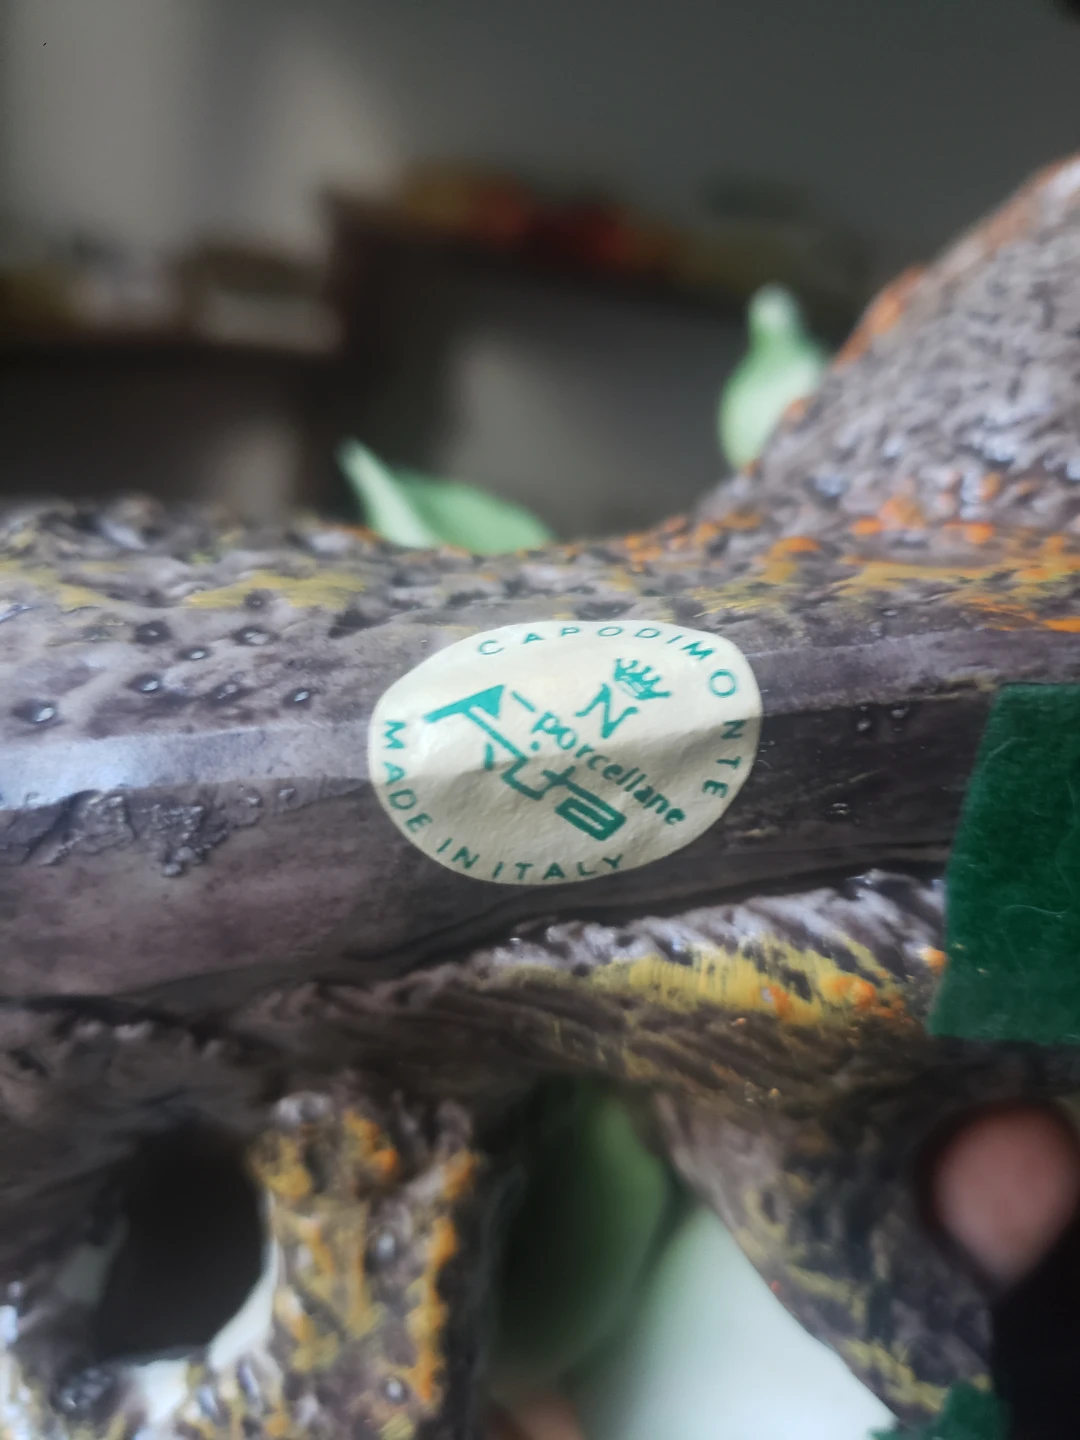 CAPODIMONTE
N
porcellane
MADE IN ITALY